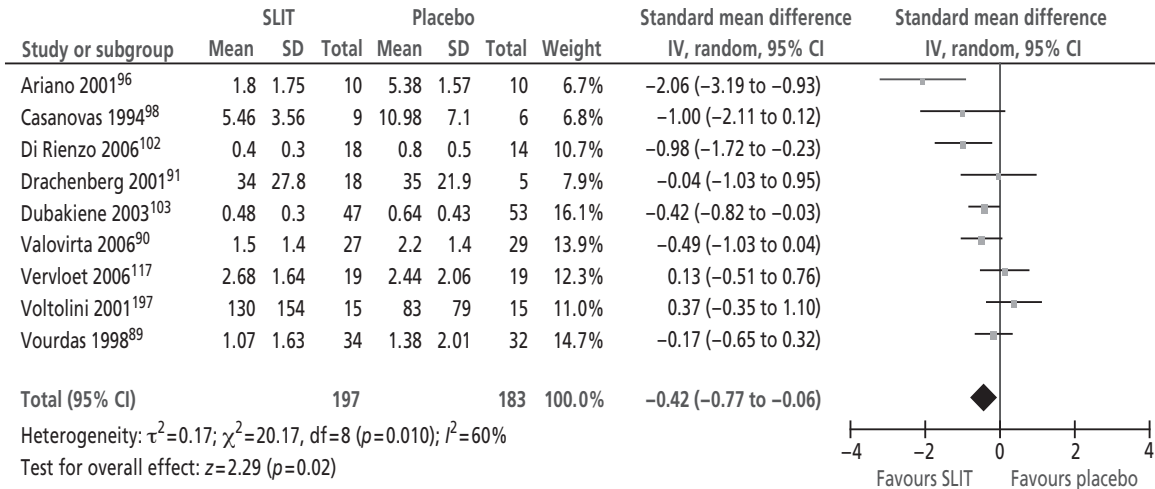 SLIT Placebo Standard mean difference Standard mean difference
Study or subgroup Mean SD Total Mean SD Total Weight IV, random, 95% CI IV, random, 95% CI
Ariano 2001⁹⁶ 1.8 1.75 10 5.38 1.57 10 6.7% −2.06 (−3.19 to −0.93)
Casanovas 1994⁹⁸ 5.46 3.56 9 10.98 7.1 6 6.8% −1.00 (−2.11 to 0.12)
Di Rienzo 2006¹⁰² 0.4 0.3 18 0.8 0.5 14 10.7% −0.98 (−1.72 to −0.23)
Drachenberg 2001⁹¹ 34 27.8 18 35 21.9 5 7.9% −0.04 (−1.03 to 0.95)
Dubakiene 2003¹⁰³ 0.48 0.3 47 0.64 0.43 53 16.1% −0.42 (−0.82 to −0.03)
Valovirta 2006⁹⁰ 1.5 1.4 27 2.2 1.4 29 13.9% −0.49 (−1.03 to 0.04)
Vervloet 2006¹¹⁷ 2.68 1.64 19 2.44 2.06 19 12.3% 0.13 (−0.51 to 0.76)
Voltolini 2001¹⁹⁷ 130 154 15 83 79 15 11.0% 0.37 (−0.35 to 1.10)
Vourdas 1998⁸⁹ 1.07 1.63 34 1.38 2.01 32 14.7% −0.17 (−0.65 to 0.32)
Total (95% CI) 197 183 100.0% −0.42 (−0.77 to −0.06)
Heterogeneity: τ²=0.17; χ²=20.17, df=8 (p=0.010); I²=60%
Test for overall effect: z=2.29 (p=0.02)
−4 −2 0 2 4
Favours SLIT Favours placebo